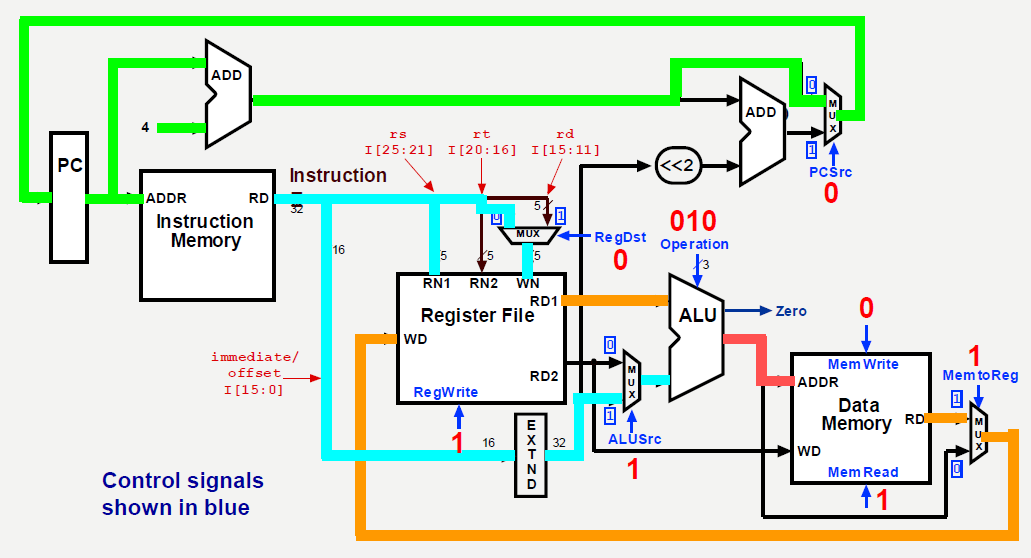 ADD
4
PC
ADDR
RD
Instruction
Memory
Instruction
32
rs
I[25:21]
rt
I[20:16]
rd
I[15:11]
5
0
1
MUX
RegDst
0
5
5
5
16
RN1
RN2
WN
RD1
Register File
WD
RD2
RegWrite
1
immediate/
offset
I[15:0]
16
E
X
T
N
D
32
<<2
ADD
0
M
U
X
1
PCSrc
0
010
Operation
3
ALU
Zero
0
M
U
X
1
ALUSrc
1
0
MemWrite
ADDR
Data
Memory
RD
WD
MemRead
1
1
MemtoReg
1
M
U
X
0
Control signals
shown in blue